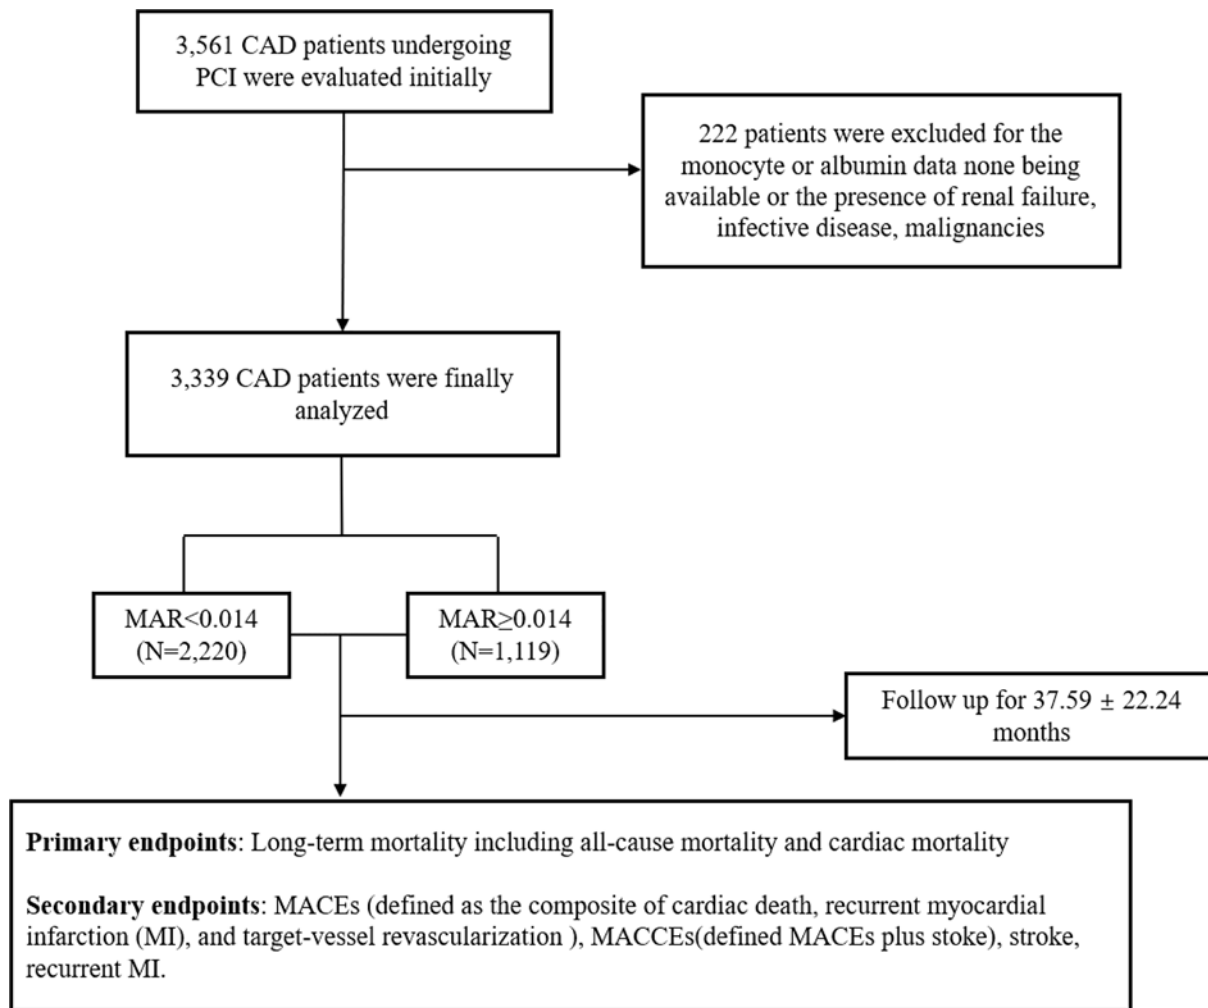 3,561 CAD patients undergoing
PCI were evaluated initially
222 patients were excluded for the
monocyte or albumin data none being
available or the presence of renal failure,
infective disease, malignancies
3,339 CAD patients were finally
analyzed
MAR<0.014
(N=2,220)
MAR≥0.014
(N=1,119)
Follow up for 37.59 ± 22.24
months
Primary endpoints: Long-term mortality including all-cause mortality and cardiac mortality
Secondary endpoints: MACEs (defined as the composite of cardiac death, recurrent myocardial
infarction (MI), and target-vessel revascularization ), MACCEs(defined MACEs plus stoke), stroke,
recurrent MI.